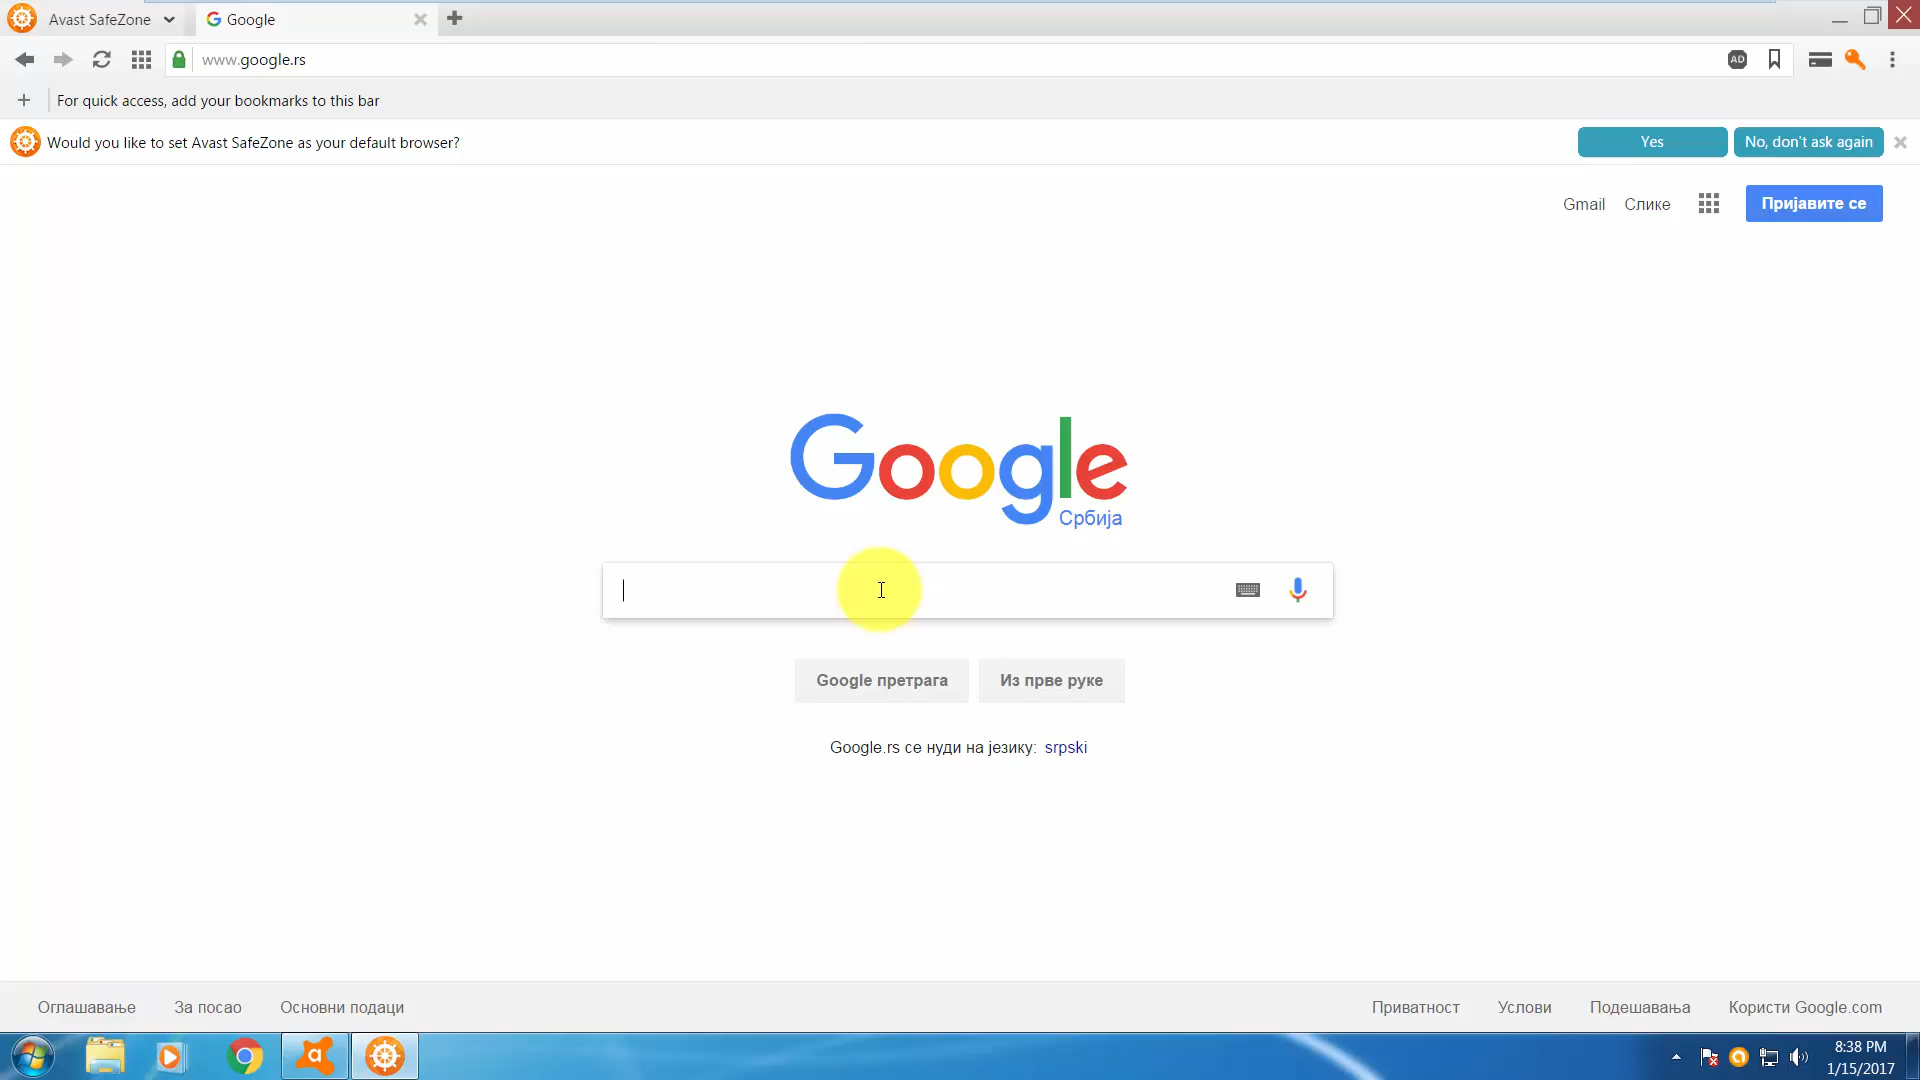 Avast SafeZone
Google
www.google.rs
AD
For quick access, add your bookmarks to this bar
Would you like to set Avast SafeZone as your default browser?
Yes
No, don't ask again
Gmail
Слике
Пријавите се
Google
Србија
Google претрага
Из прве руке
Google.rs се нуди на језику: srpski
Оглашавање
За посао
Основни подаци
Приватност
Услови
Подешавања
Користи Google.com
8:38 PM
1/15/2017